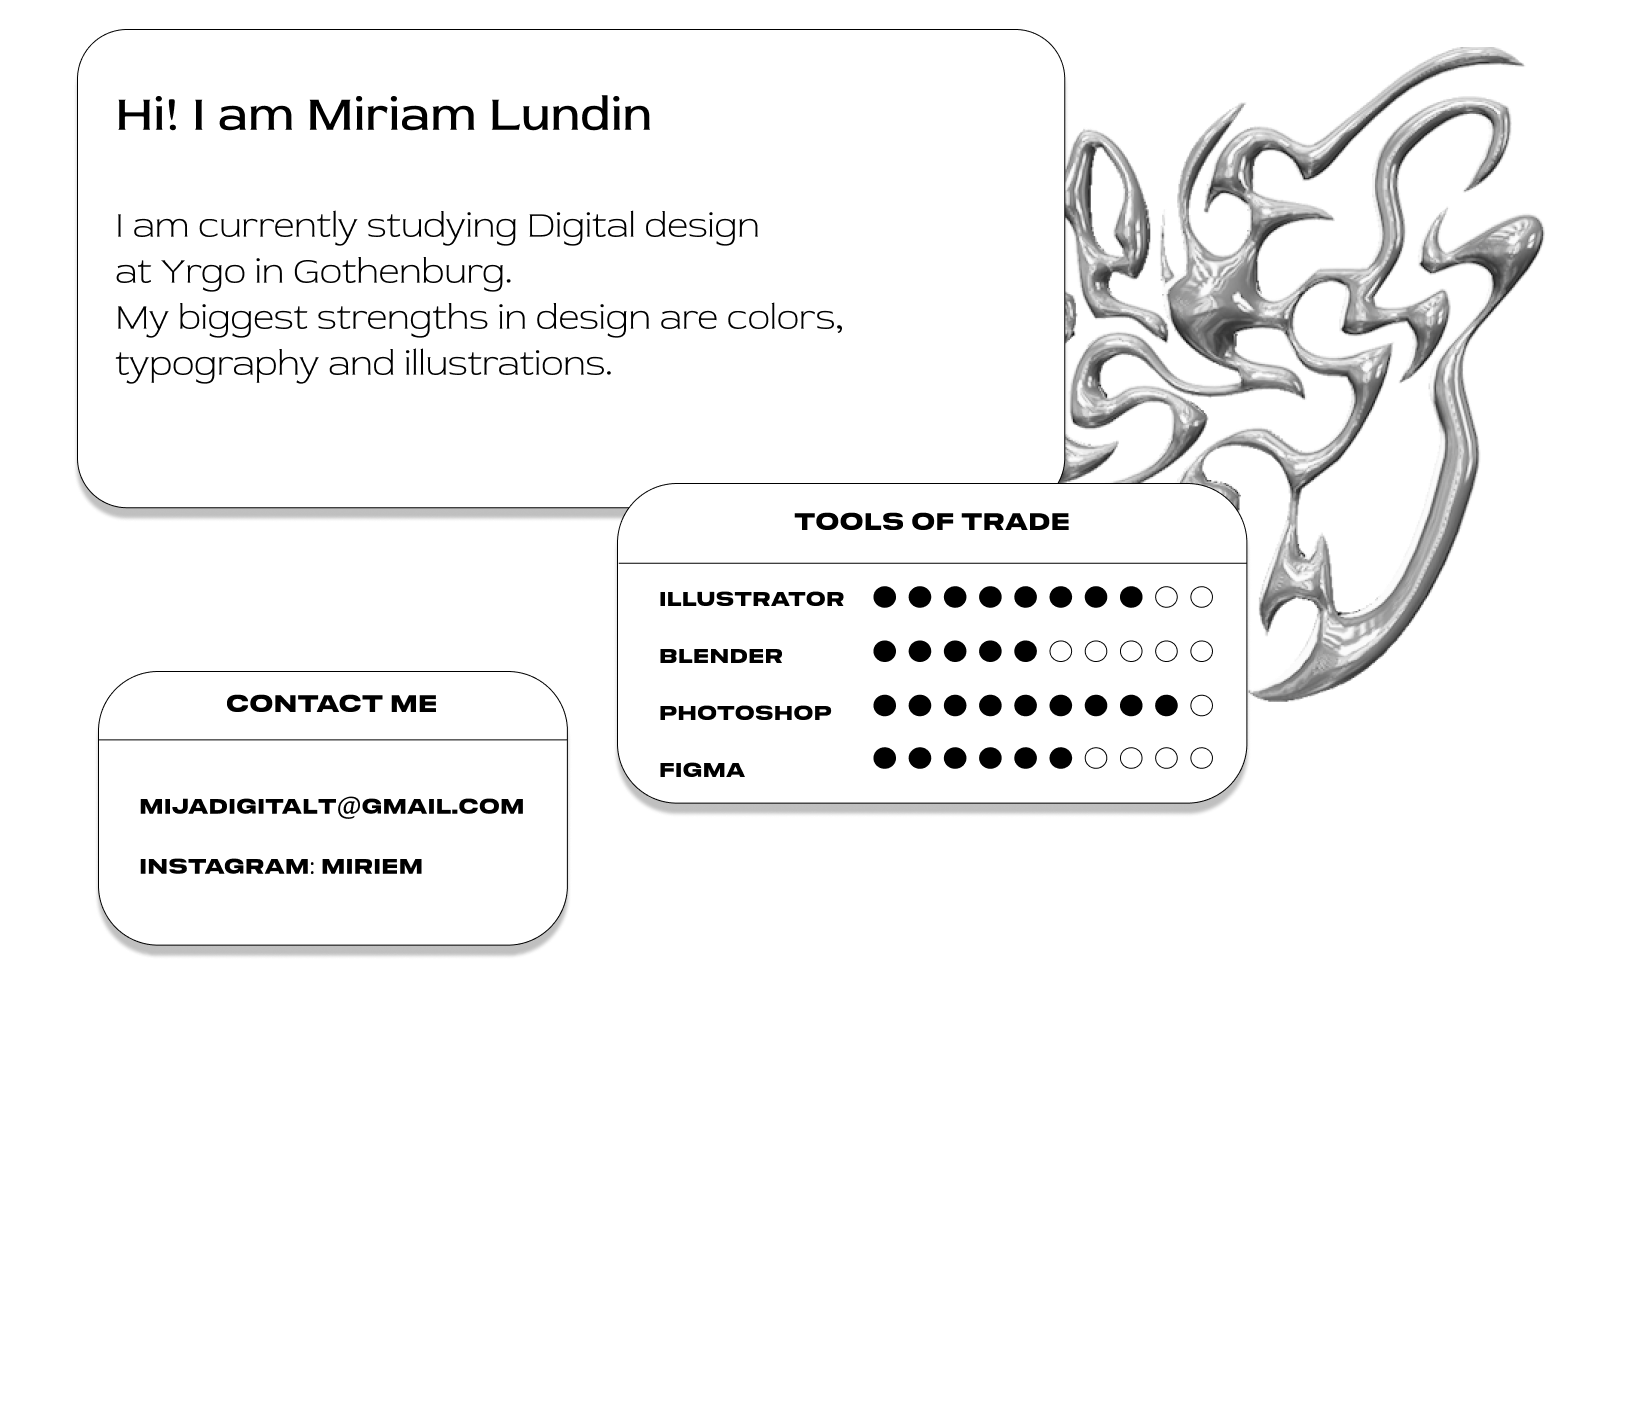 Hi! I am Miriam Lundin
I am currently studying Digital design
at Yrgo in Gothenburg.
My biggest strengths in design are colors,
typography and illustrations.
TOOLS OF TRADE
ILLUSTRATOR
BLENDER
PHOTOSHOP
FIGMA
CONTACT ME
MIJADIGITALT@GMAIL.COM
INSTAGRAM: MIRIEM